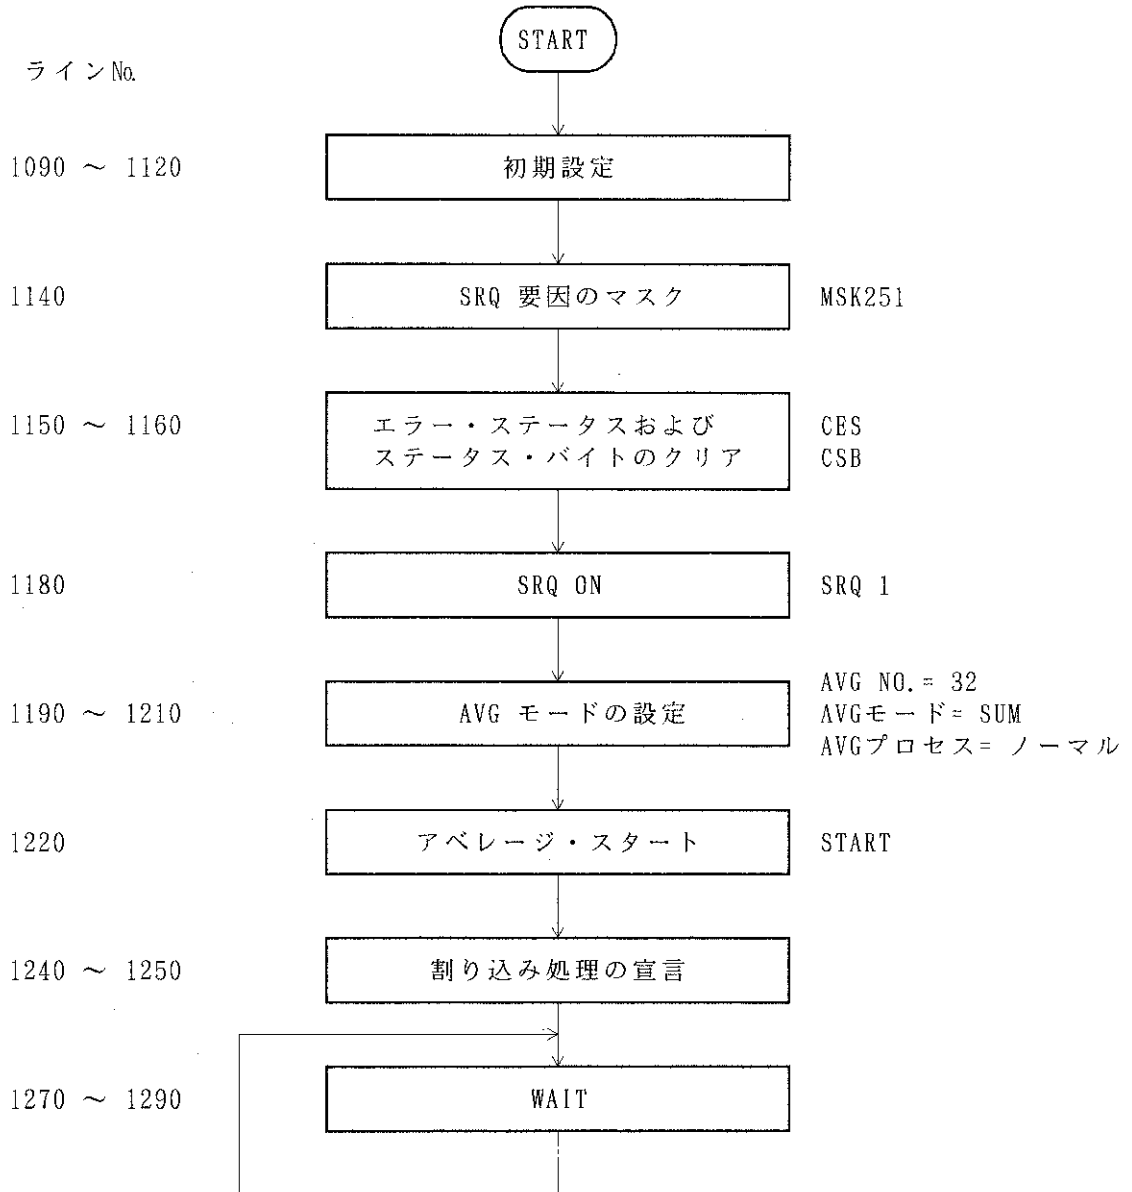 START
ラインNo.
1090 ～ 1120 初期設定
1140 SRQ 要因のマスク MSK251
1150 ～ 1160 エラー・ステータスおよび CES
ステータス・バイトのクリア CSB
1180 SRQ ON SRQ 1
AVG NO.= 32
1190 ～ 1210 AVG モードの設定 AVGモード= SUM
AVGプロセス= ノーマル
1220 アベレージ・スタート START
1240 ～ 1250 割り込み処理の宣言
1270 ～ 1290 WAIT